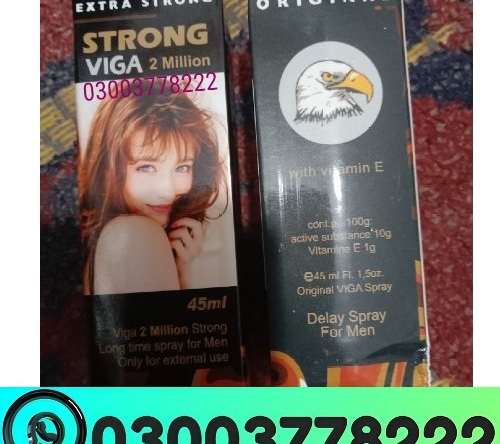 EXTRA STRONG
STRONG
VIGA 2 Million
03003778222
45ml
Viga 2 Million Strong
Long time spray for Men
Only for external use
ORIGINAL
with vitamin E
cont.p. 100g:
active substance 10g
Vitamine E 1g
℮45 ml Fl. 1,5oz.
Original VIGA Spray
Delay Spray
For Men
03003778222